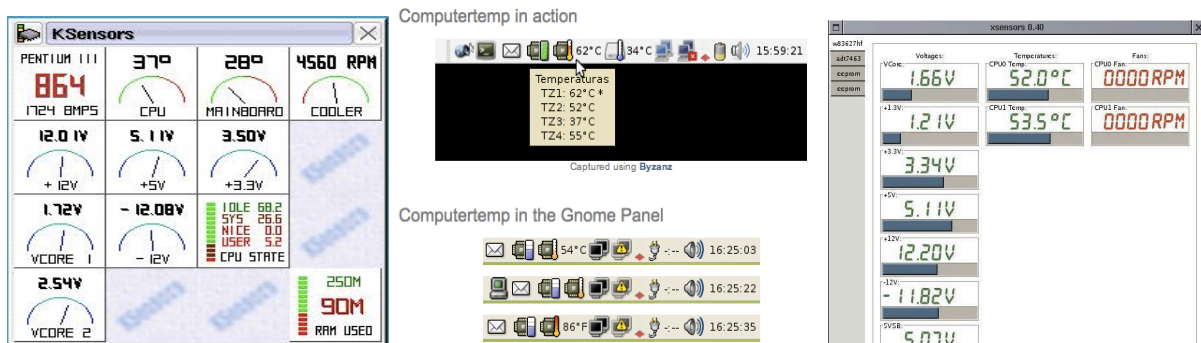 KSensors
PENTIUM III
864
1724 BMPS
37º
CPU
28º
MAINBOARD
4560 RPM
COOLER
12.01V
+ 12V
5.11V
+5V
3.50V
+3.3V
1.72V
VCORE 1
- 12.08V
- 12V
IDLE 68.2
SYS 26.6
NICE 0.0
USER 5.2
CPU STATE
2.54V
VCORE 2
250M
90M
RAM USED
Computertemp in action
62°C 34°C 15:59:21
Temperaturas
TZ1: 62°C *
TZ2: 52°C
TZ3: 37°C
TZ4: 55°C
Captured using Byzanz
Computertemp in the Gnome Panel
54°C -:-- 16:25:03
-:-- 16:25:22
86°F -:-- 16:25:35
xsensors 0.40
w83627hf
adt7463
eeprom
eeprom
Voltages:
VCore:
1.66V
+1.3V:
1.21V
+3.3V:
3.34V
+5V:
5.11V
+12V:
12.20V
-12V:
-11.82V
5VSB:
5.07V
Temperatures:
CPU0 Temp:
52.0°C
CPU1 Temp:
53.5°C
Fans:
CPU0 Fan:
0000RPM
CPU1 Fan:
0000RPM